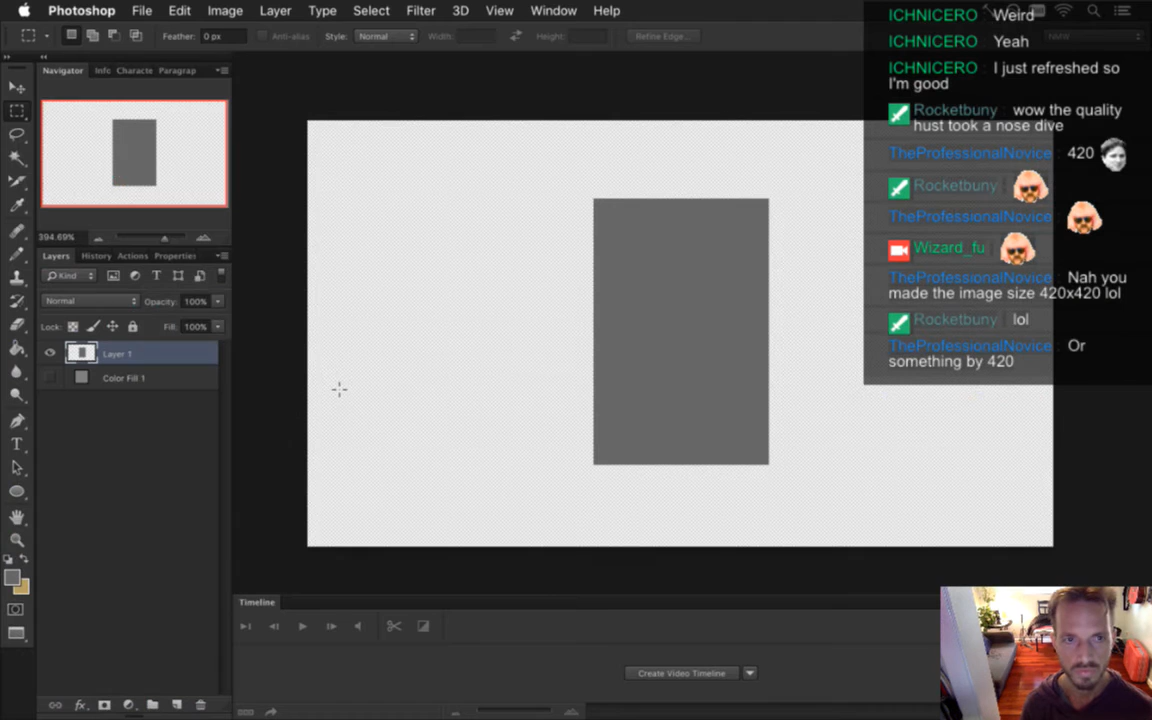 Photoshop File Edit Image Layer Type Select Filter 3D View Window Help
Feather: 0 px Anti-alias Style: Normal Width: Height: Refine Edge...
Navigator Info Characte Paragrap
394.69%
Layers History Actions Properties
Kind
Normal Opacity: 100%
Lock: Fill: 100%
Layer 1
Color Fill 1
Timeline
Create Video Timeline
ICHNICERO : Weird
ICHNICERO : Yeah
ICHNICERO : I just refreshed so
I'm good
Rocketbuny : wow the quality
hust took a nose dive
TheProfessionalNovice : 420
Rocketbuny :
TheProfessionalNovice :
Wizard_fu :
TheProfessionalNovice : Nah you
made the image size 420x420 lol
Rocketbuny : lol
TheProfessionalNovice : Or
something by 420